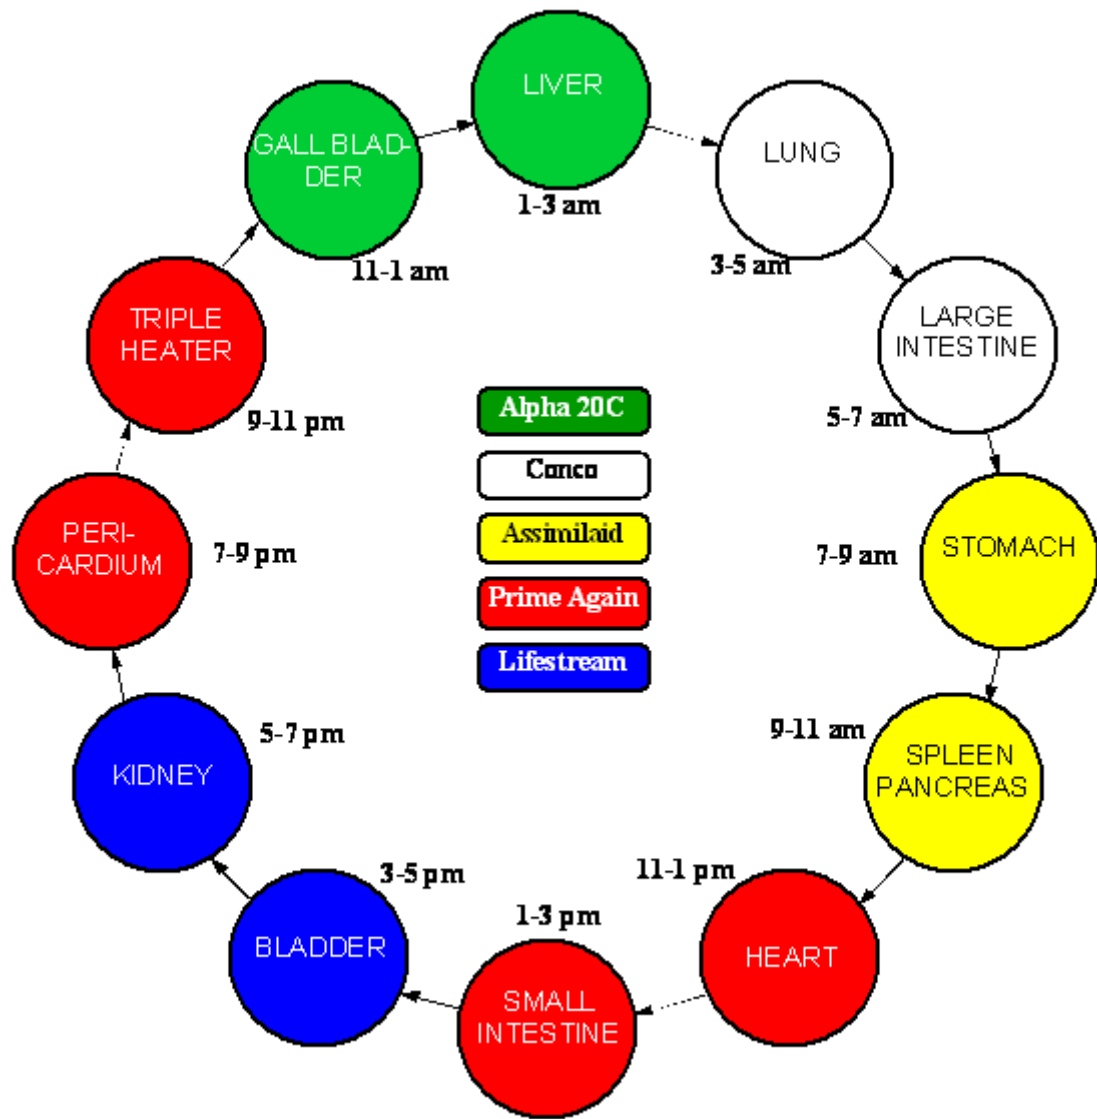 LIVER
1-3 am
LUNG
3-5 am
LARGE
INTESTINE
5-7 am
STOMACH
7-9 am
SPLEEN
PANCREAS
9-11 am
HEART
11-1 pm
SMALL
INTESTINE
1-3 pm
BLADDER
3-5 pm
KIDNEY
5-7 pm
PERI-
CARDIUM
7-9 pm
TRIPLE
HEATER
9-11 pm
GALL BLAD-
DER
11-1 am
Alpha 20C
Conco
Assimilaid
Prime Again
Lifestream